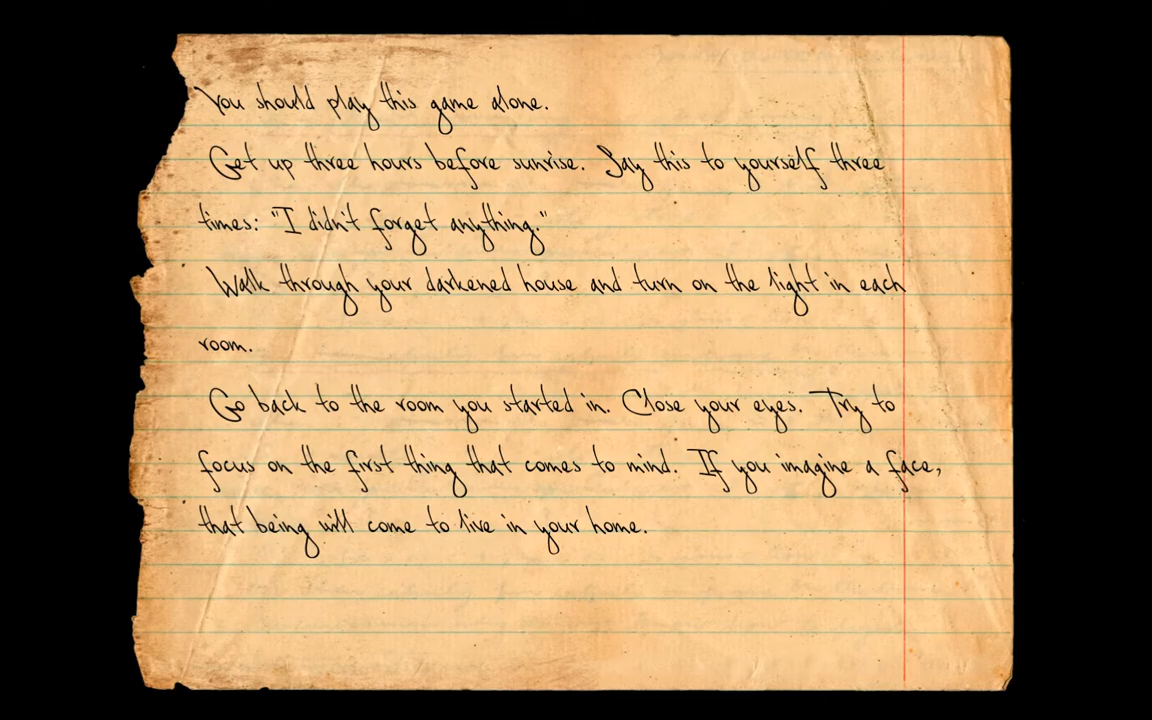 You should play this game alone.
Get up three hours before sunrise. Say this to yourself three
times: "I didn't forget anything."
Walk through your darkened house and turn on the light in each
room.
Go back to the room you started in. Close your eyes. Try to
focus on the first thing that comes to mind. If you imagine a face,
that being will come to live in your home.